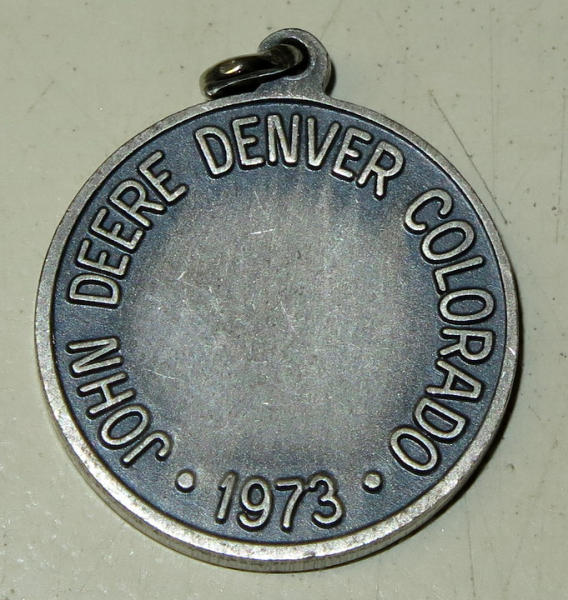 JOHN DEERE DENVER COLORADO
• 1973 •